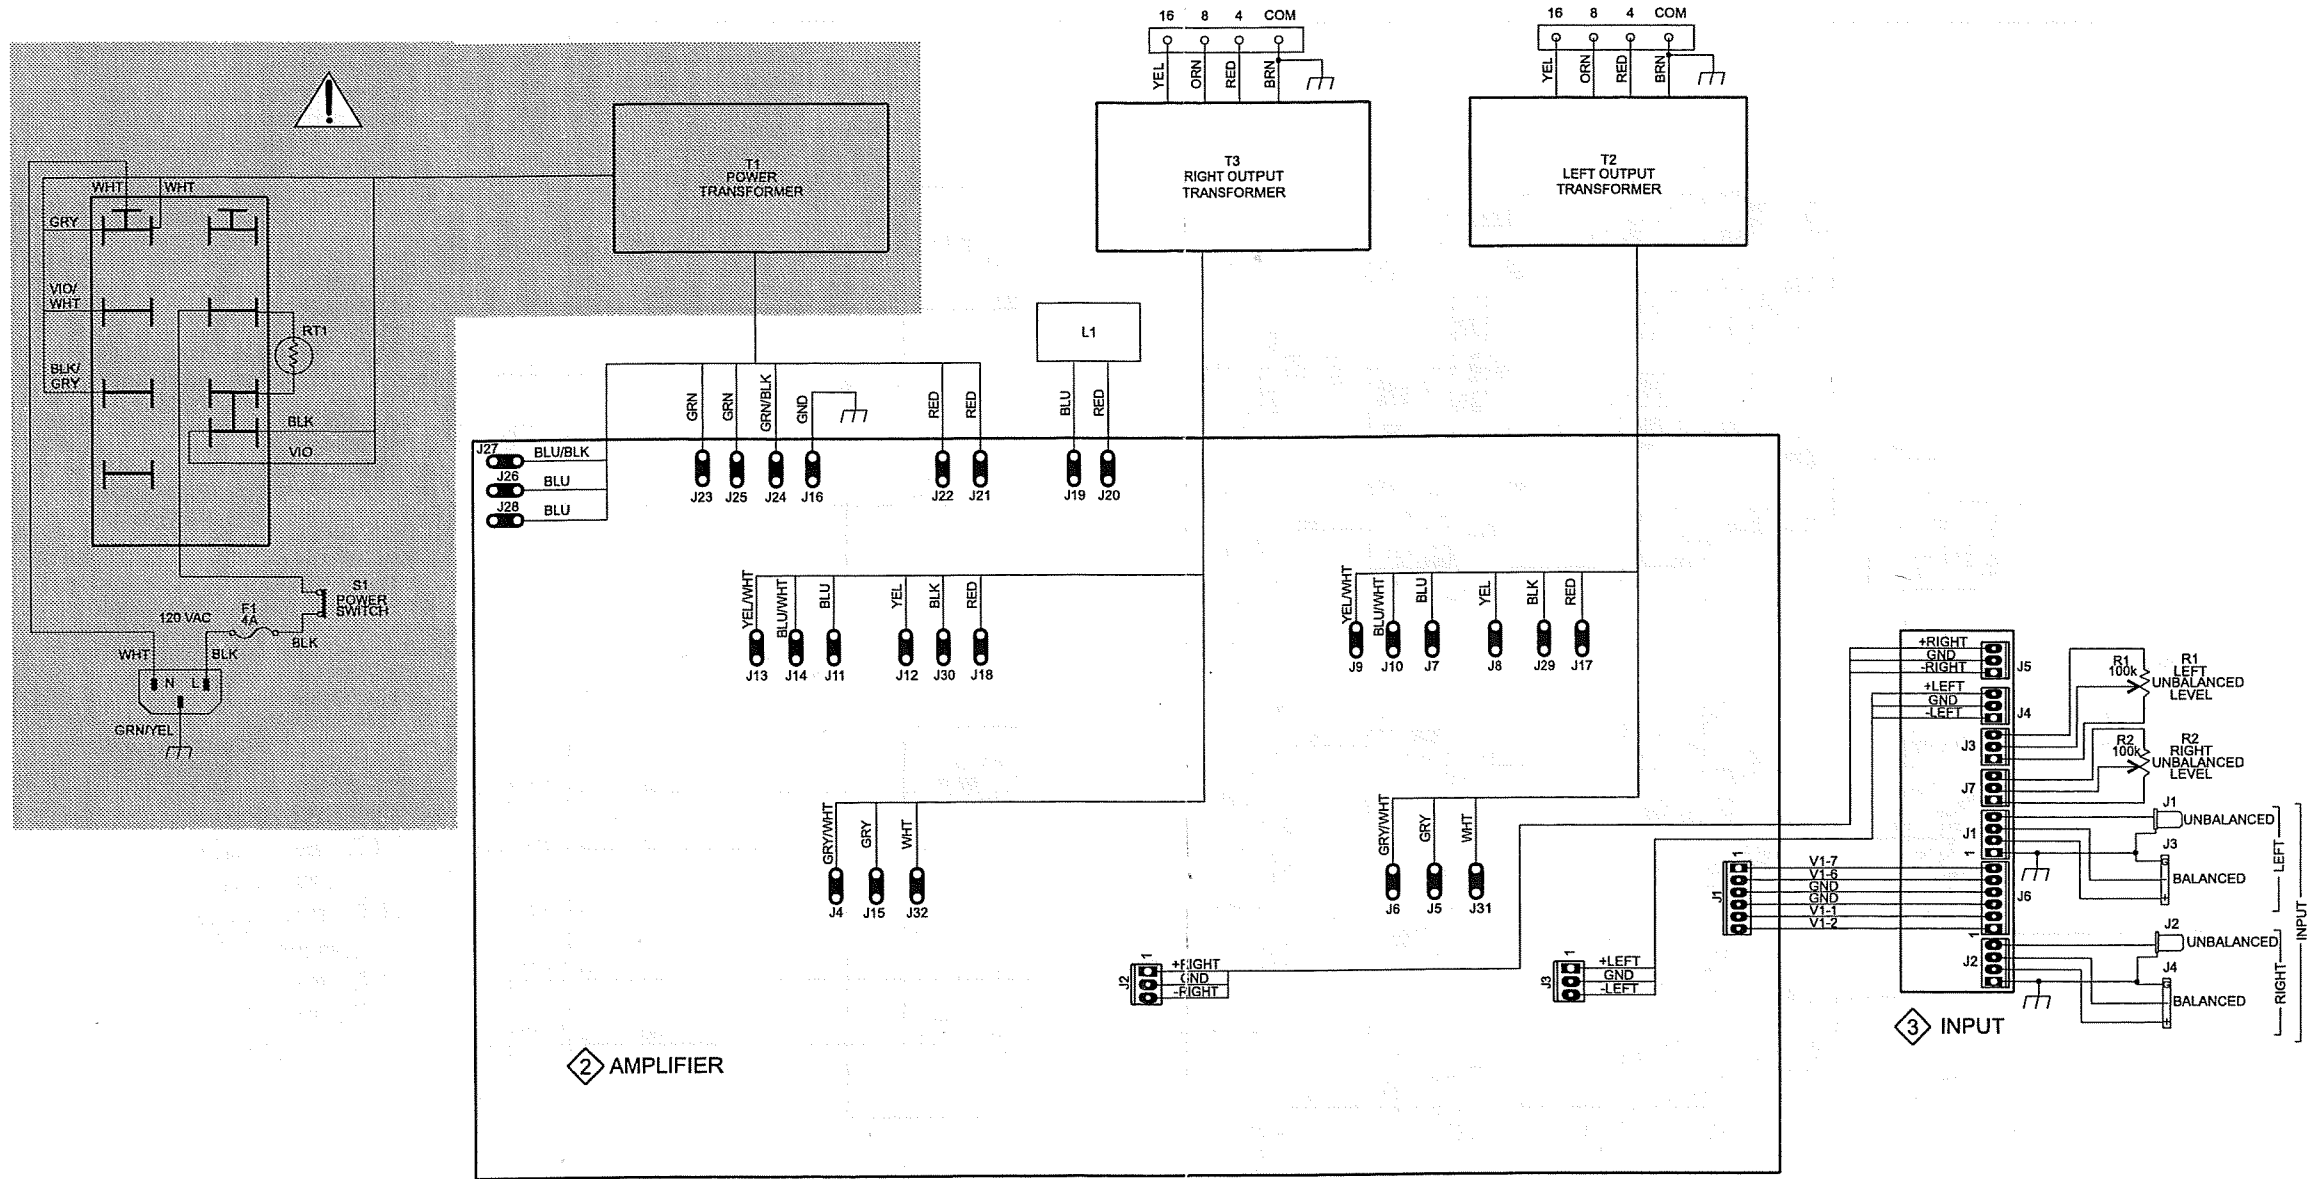 16 8 4 COM
YEL ORN RED BRN
T3
RIGHT OUTPUT
TRANSFORMER
16 8 4 COM
YEL ORN RED BRN
T2
LEFT OUTPUT
TRANSFORMER
!
T1
POWER
TRANSFORMER
WHT WHT
GRY
VIO/
WHT
RT1
BLK/
GRY
BLK
VIO
S1
POWER
SWITCH
120 VAC
F1
4A
BLK
WHT
BLK
N L
GRN/YEL
L1
BLU RED
GRN GRN GRN/BLK GND RED RED
J27 BLU/BLK
J26 BLU
J28 BLU
J23 J25 J24 J16 J22 J21 J19 J20
YEL/WHT BLU/WHT BLU YEL BLK RED
J13 J14 J11 J12 J30 J18
YEL/WHT BLU/WHT BLU YEL BLK RED
J9 J10 J7 J8 J29 J17
GRY/WHT GRY WHT
J4 J15 J32
GRY/WHT GRY WHT
J6 J5 J31
J2 1
+RIGHT
GND
-RIGHT
J3 1
+LEFT
GND
-LEFT
J1 1
V1-7
V1-6
GND
GND
V1-1
V1-2
2 AMPLIFIER
+RIGHT
GND
-RIGHT
J5
+LEFT
GND
-LEFT
J4
J3
J7
J1
1
J6
1
J2
R1
100k
R1
LEFT
UNBALANCED
LEVEL
R2
100k
R2
RIGHT
UNBALANCED
LEVEL
J1
UNBALANCED
J3
G
-
+
BALANCED
LEFT
J2
UNBALANCED
J4
G
-
+
BALANCED
RIGHT
INPUT
3 INPUT